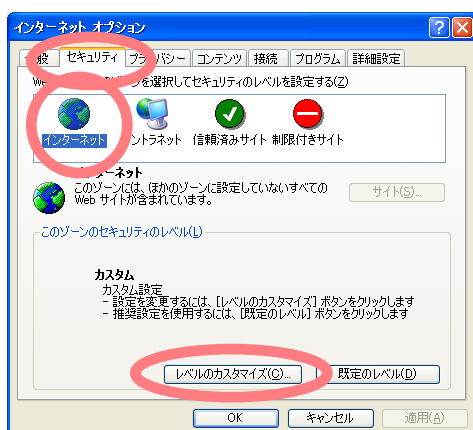 インターネット オプション
セキュリティ
コンテンツ
接続
プログラム
詳細設定
を選択してセキュリティのレベルを設定する(Z)
インターネット
イントラネット
信頼済みサイト
制限付きサイト
インターネット
このゾーンには、ほかのゾーンに設定していないすべての
Web サイトが含まれています。
サイト(S)...
このゾーンのセキュリティのレベル(L)
カスタム
カスタム設定
- 設定を変更するには、[レベルのカスタマイズ] ボタンをクリックします
- 推奨設定を使用するには、[既定のレベル] ボタンをクリックします
レベルのカスタマイズ(C)...
既定のレベル(D)
OK
キャンセル
適用(A)